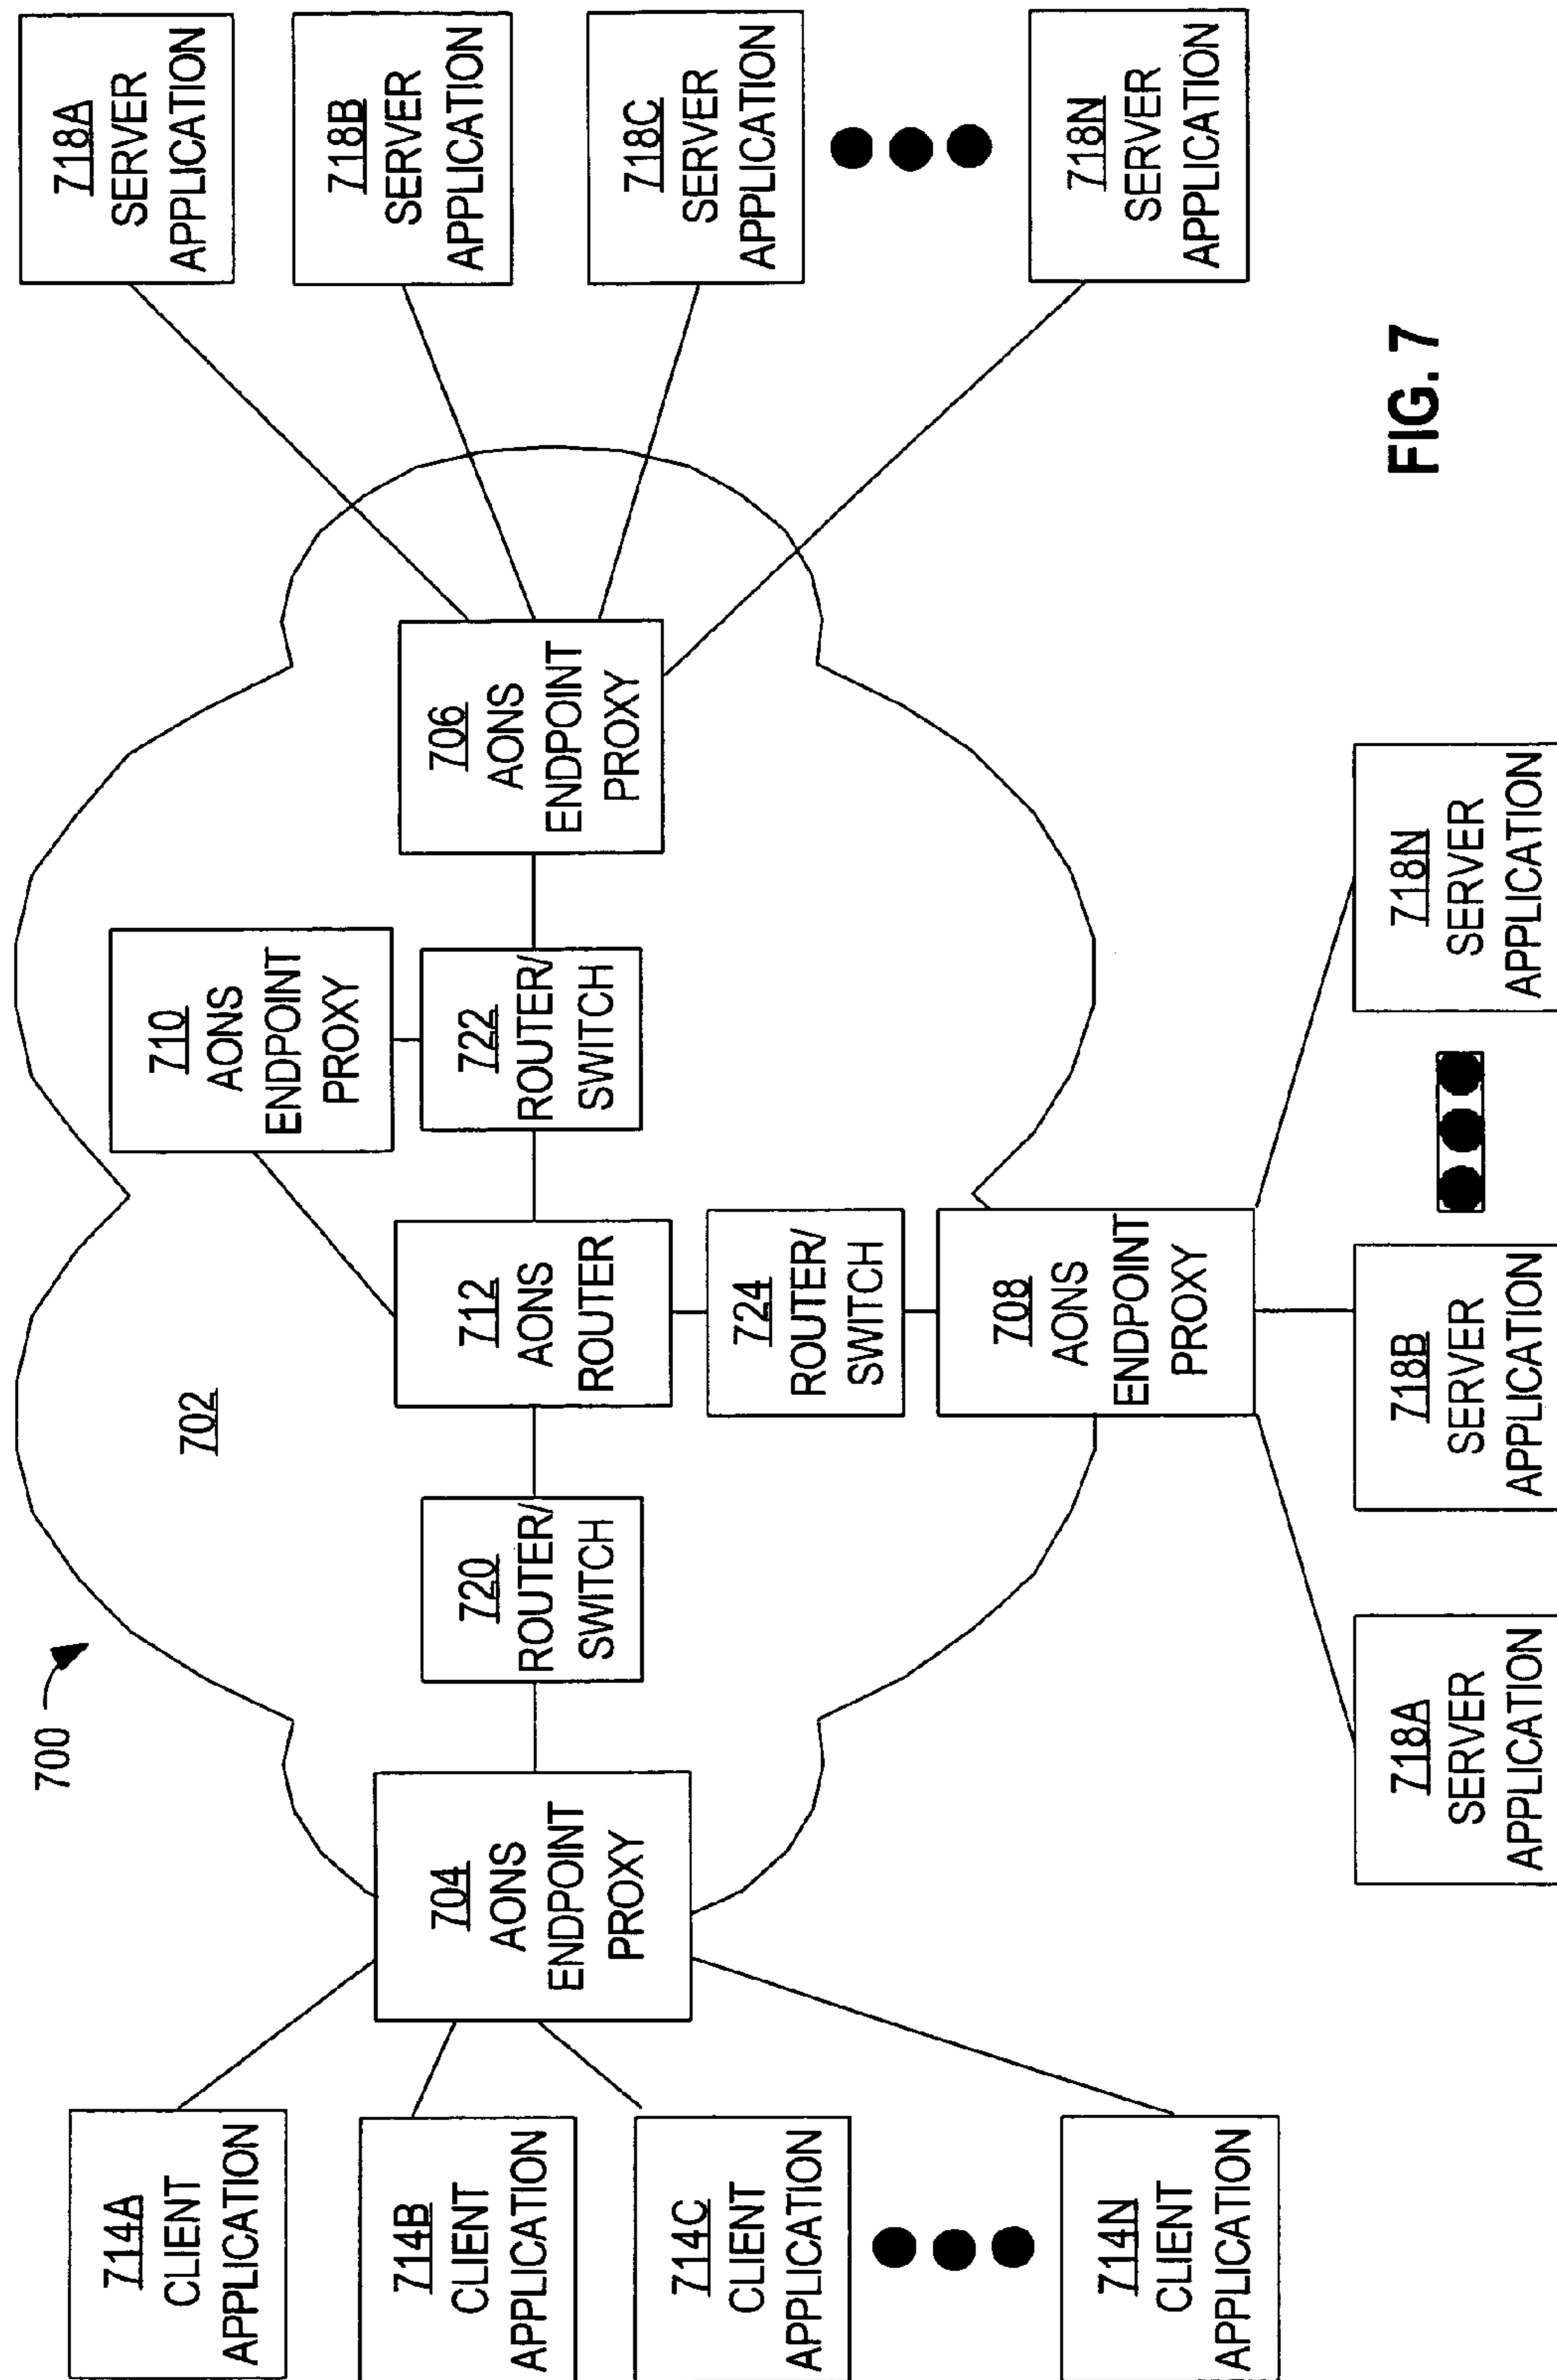 700
702
714A
CLIENT
APPLICATION
714B
CLIENT
APPLICATION
714C
CLIENT
APPLICATION
714N
CLIENT
APPLICATION
704
AONS
ENDPOINT
PROXY
720
ROUTER/
SWITCH
712
AONS
ROUTER
710
AONS
ENDPOINT
PROXY
722
ROUTER/
SWITCH
706
AONS
ENDPOINT
PROXY
724
ROUTER/
SWITCH
708
AONS
ENDPOINT
PROXY
718A
SERVER
APPLICATION
718B
SERVER
APPLICATION
718C
SERVER
APPLICATION
718N
SERVER
APPLICATION
718A
SERVER
APPLICATION
718B
SERVER
APPLICATION
718N
SERVER
APPLICATION
FIG. 7